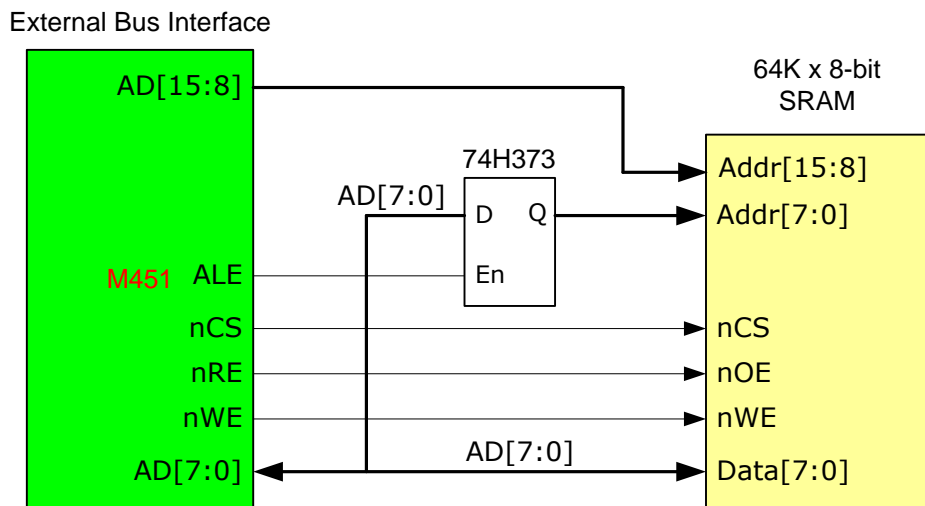 External Bus Interface
AD[15:8]
64K x 8-bit
SRAM
74H373
Addr[15:8]
AD[7:0]
D Q
Addr[7:0]
M451 ALE
En
nCS
nCS
nRE
nOE
nWE
nWE
AD[7:0]
AD[7:0]
Data[7:0]